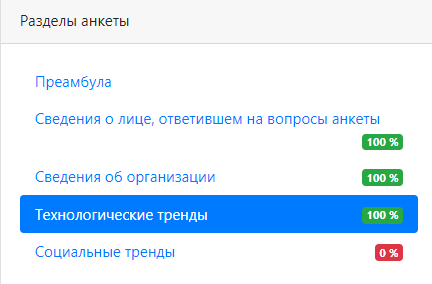 Разделы анкеты
Преамбула
Сведения о лице, ответившем на вопросы анкеты
100 %
Сведения об организации
100 %
Технологические тренды
100 %
Социальные тренды
0 %